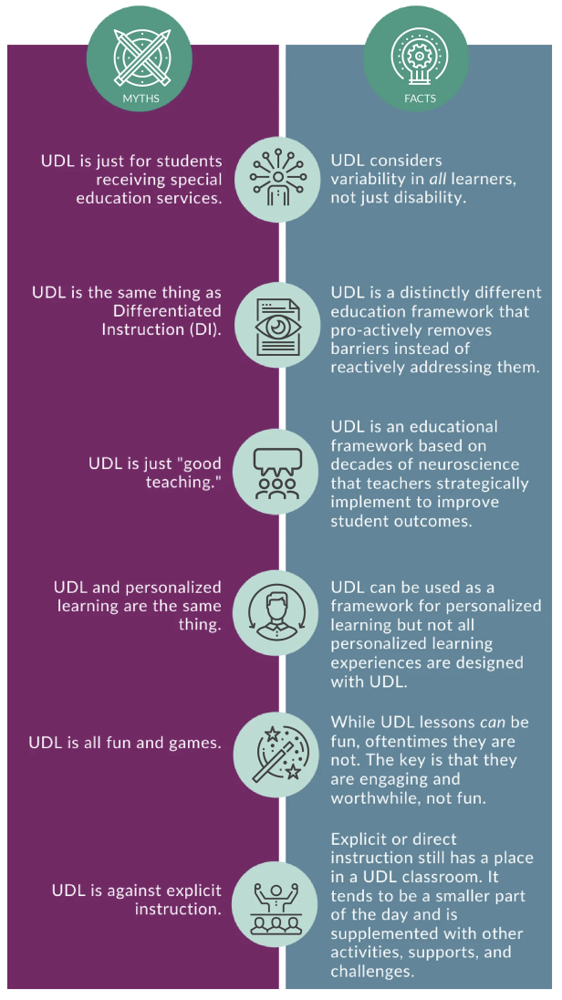 MYTHS
FACTS
UDL is just for students
receiving special
education services.
UDL considers
variability in all learners,
not just disability.
UDL is the same thing as
Differentiated
Instruction (DI).
UDL is a distinctly different
education framework that
pro-actively removes
barriers instead of
reactively addressing them.
UDL is just "good
teaching."
UDL is an educational
framework based on
decades of neuroscience
that teachers strategically
implement to improve
student outcomes.
UDL and personalized
learning are the same
thing.
UDL can be used as a
framework for personalized
learning but not all
personalized learning
experiences are designed
with UDL.
UDL is all fun and games.
While UDL lessons can be
fun, oftentimes they are
not. The key is that they
are engaging and
worthwhile, not fun.
UDL is against explicit
instruction.
Explicit or direct
instruction still has a place
in a UDL classroom. It
tends to be a smaller part
of the day and is
supplemented with other
activities, supports, and
challenges.